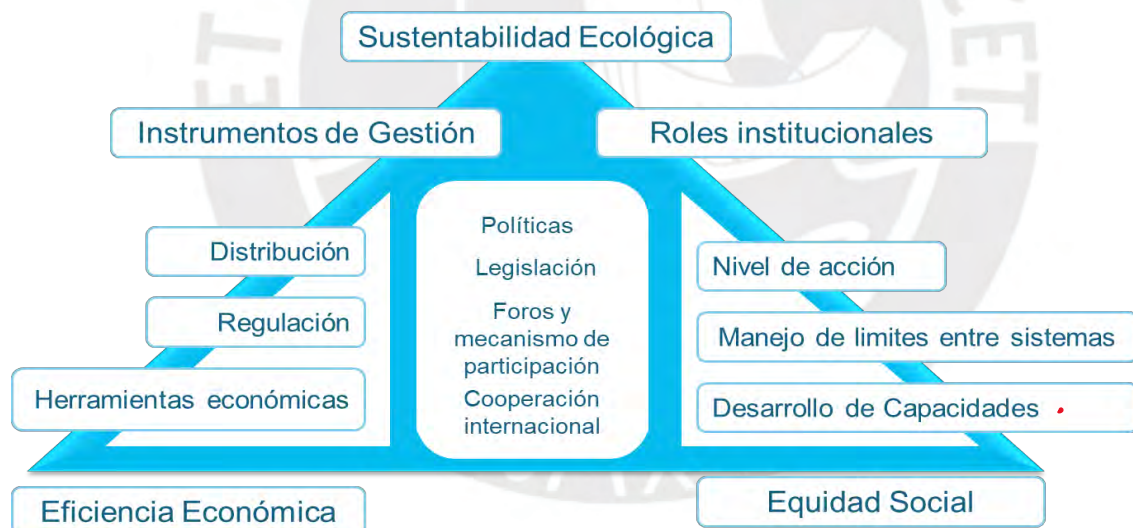 Sustentabilidad Ecológica
Instrumentos de Gestión
Roles institucionales
Distribución
Regulación
Herramientas económicas
Políticas
Legislación
Foros y
mecanismo de
participación
Cooperación
internacional
Nivel de acción
Manejo de limites entre sistemas
Desarrollo de Capacidades
Eficiencia Económica
Equidad Social